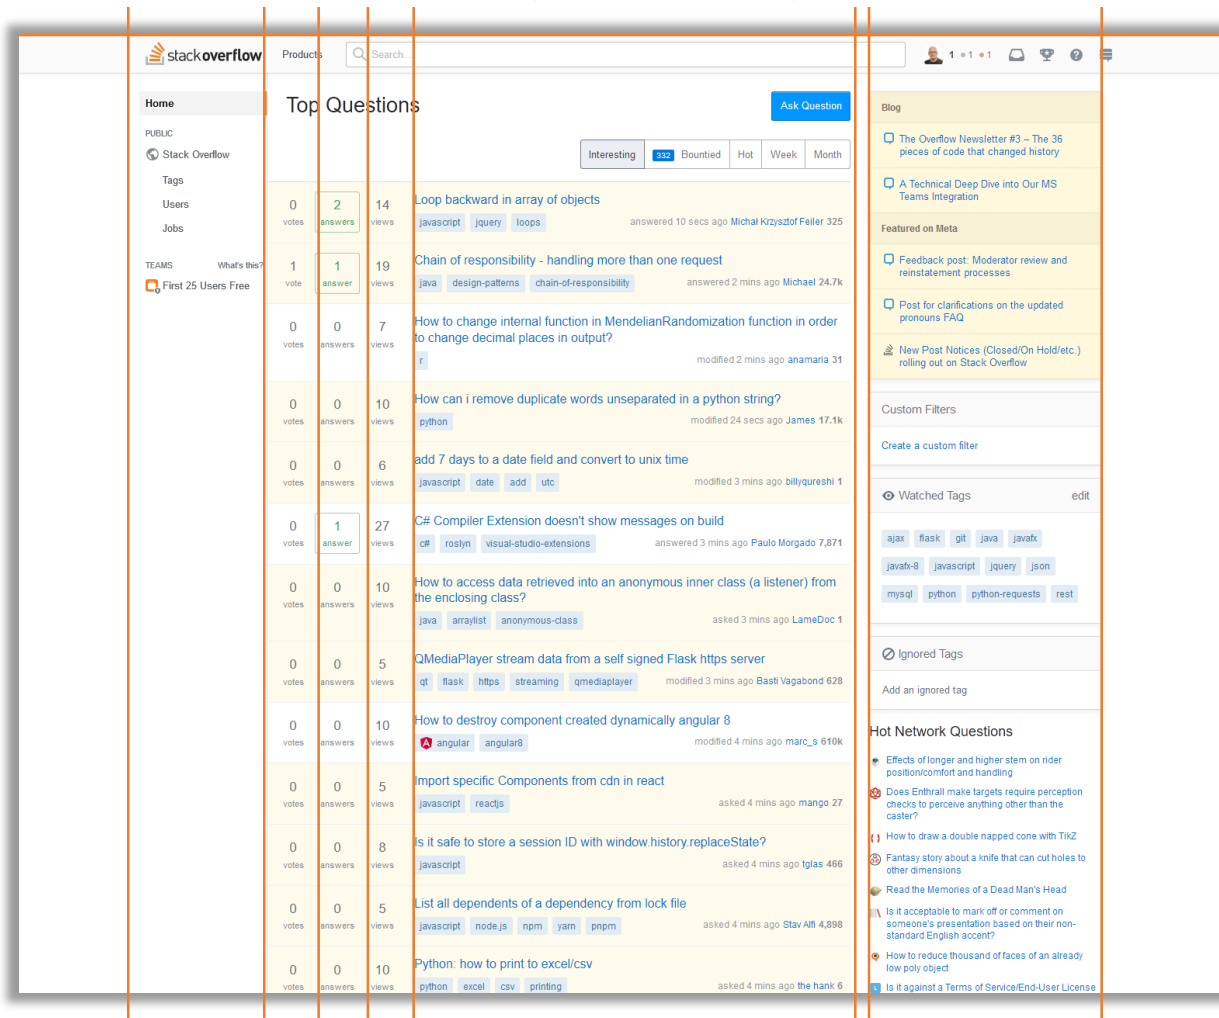 stackoverflow Products Search... 1 1 1
Home
PUBLIC
Stack Overflow
Tags
Users
Jobs
TEAMS What's this?
First 25 Users Free
Top Questions Ask Question
Interesting 332 Bountied Hot Week Month
0 votes 2 answers 14 views
Loop backward in array of objects
javascript jquery loops answered 10 secs ago Michał Krzysztof Feiler 325
1 vote 1 answer 19 views
Chain of responsibility - handling more than one request
java design-patterns chain-of-responsibility answered 2 mins ago Michael 24.7k
0 votes 0 answers 7 views
How to change internal function in MendelianRandomization function in order
to change decimal places in output?
r modified 2 mins ago anamaria 31
0 votes 0 answers 10 views
How can i remove duplicate words unseparated in a python string?
python modified 24 secs ago James 17.1k
0 votes 0 answers 6 views
add 7 days to a date field and convert to unix time
javascript date add utc modified 3 mins ago billyqureshi 1
0 votes 1 answer 27 views
C# Compiler Extension doesn't show messages on build
c# roslyn visual-studio-extensions answered 3 mins ago Paulo Morgado 7,871
0 votes 0 answers 10 views
How to access data retrieved into an anonymous inner class (a listener) from
the enclosing class?
java arraylist anonymous-class asked 3 mins ago LameDoc 1
0 votes 0 answers 5 views
QMediaPlayer stream data from a self signed Flask https server
qt flask https streaming qmediaplayer modified 3 mins ago Basti Vagabond 628
0 votes 0 answers 10 views
How to destroy component created dynamically angular 8
angular angular8 modified 4 mins ago marc_s 610k
0 votes 0 answers 5 views
Import specific Components from cdn in react
javascript reactjs asked 4 mins ago mango 27
0 votes 0 answers 8 views
Is it safe to store a session ID with window.history.replaceState?
javascript asked 4 mins ago tglas 466
0 votes 0 answers 5 views
List all dependents of a dependency from lock file
javascript node.js npm yarn pnpm asked 4 mins ago Stav Alfi 4,898
0 votes 0 answers 10 views
Python: how to print to excel/csv
python excel csv printing asked 4 mins ago the hank 6
Blog
The Overflow Newsletter #3 – The 36
pieces of code that changed history
A Technical Deep Dive into Our MS
Teams Integration
Featured on Meta
Feedback post: Moderator review and
reinstatement processes
Post for clarifications on the updated
pronouns FAQ
New Post Notices (Closed/On Hold/etc.)
rolling out on Stack Overflow
Custom Filters
Create a custom filter
Watched Tags edit
ajax flask git java javafx
javafx-8 javascript jquery json
mysql python python-requests rest
Ignored Tags
Add an ignored tag
Hot Network Questions
Effects of longer and higher stem on rider
position/comfort and handling
Does Enthrall make targets require perception
checks to perceive anything other than the
caster?
How to draw a double napped cone with TikZ
Fantasy story about a knife that can cut holes to
other dimensions
Read the Memories of a Dead Man's Head
Is it acceptable to mark off or comment on
someone's presentation based on their non-
standard English accent?
How to reduce thousand of faces of an already
low poly object
Is it against a Terms of Service/End-User License